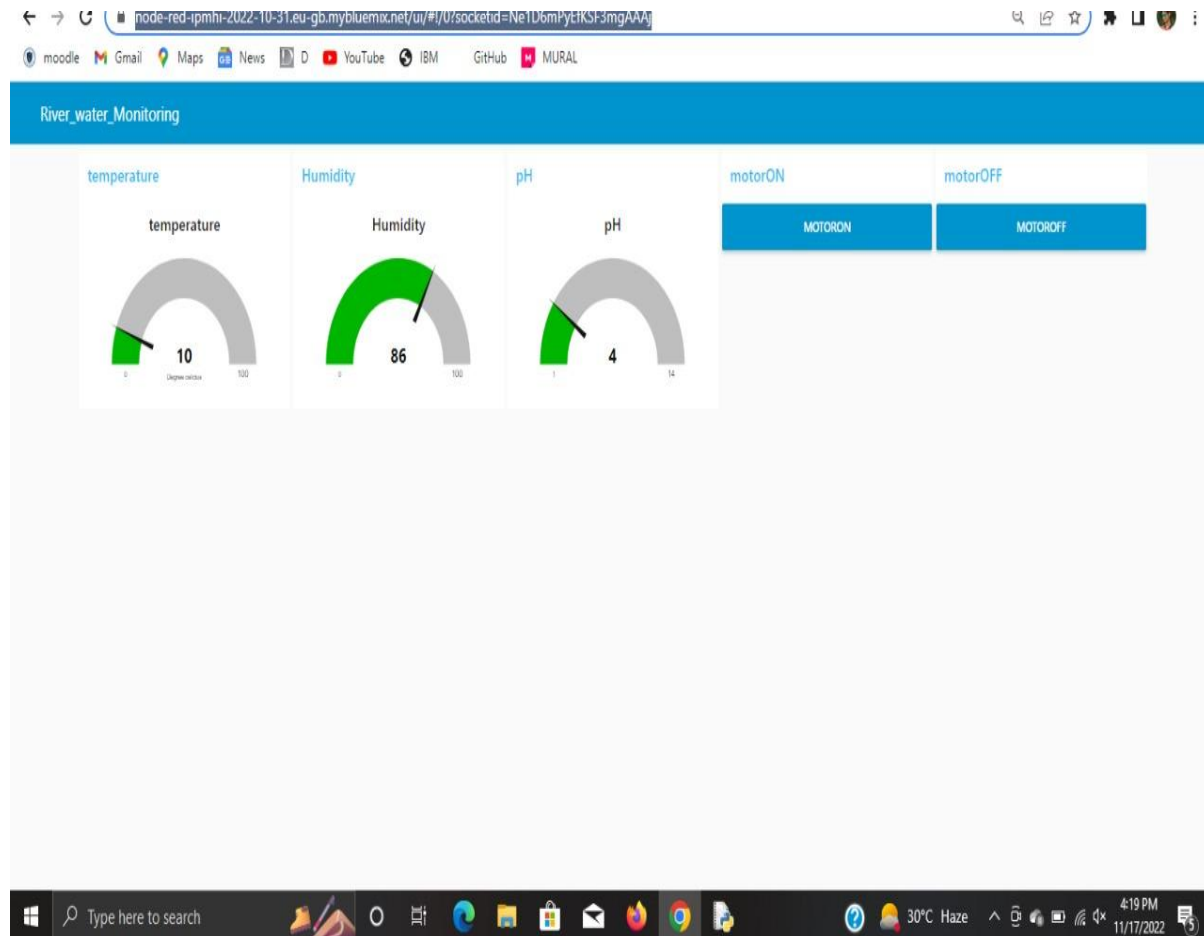 node-red-ipmhi-2022-10-31.eu-gb.mybluemix.net/ui/#!/0?socketid=Ne1D6mPyEfKSF3mgAAAj
moodle Gmail Maps News D YouTube IBM GitHub MURAL
River_water_Monitoring
temperature Humidity pH motorON motorOFF
temperature Humidity pH MOTORON MOTOROFF
10 86 4
0 100 0 100 1 14
Type here to search 30°C Haze 4:19 PM
11/17/2022